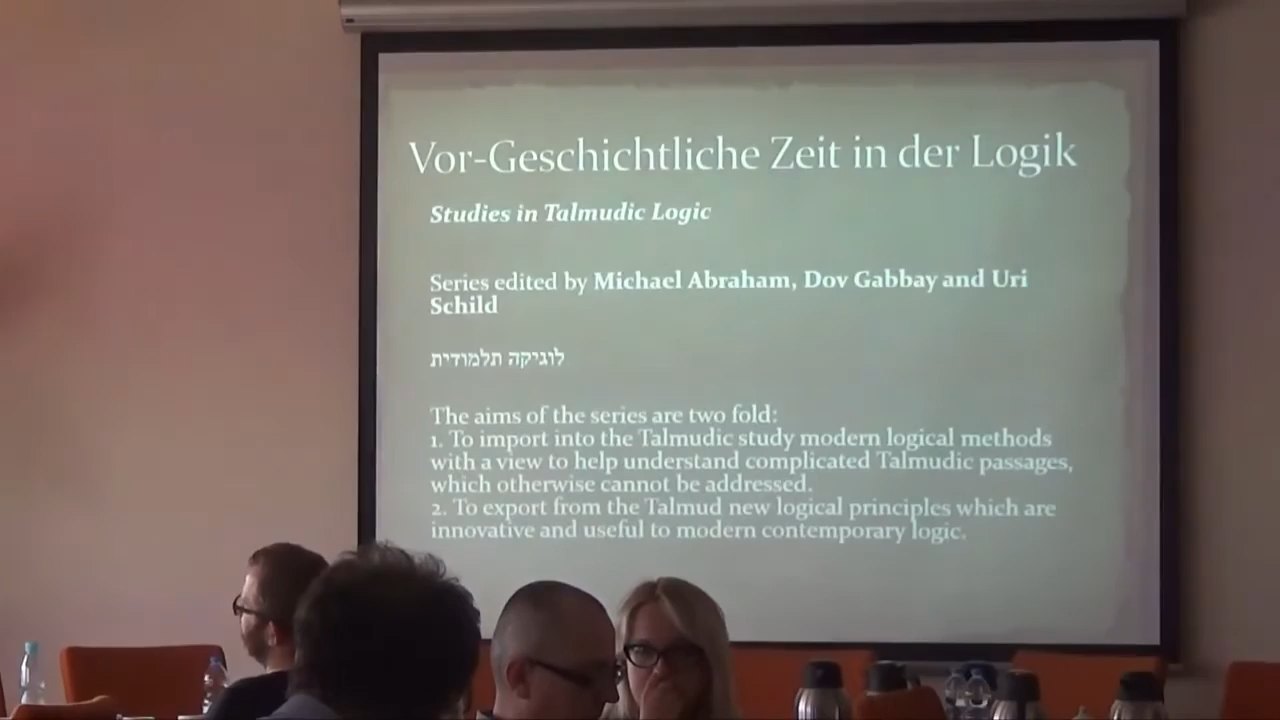 Vor-Geschichtliche Zeit in der Logik
Studies in Talmudic Logic
Series edited by Michael Abraham, Dov Gabbay and Uri
Schild
לוגיקה תלמודית
The aims of the series are two fold:
1. To import into the Talmudic study modern logical methods
with a view to help understand complicated Talmudic passages,
which otherwise cannot be addressed.
2. To export from the Talmud new logical principles which are
innovative and useful to modern contemporary logic.